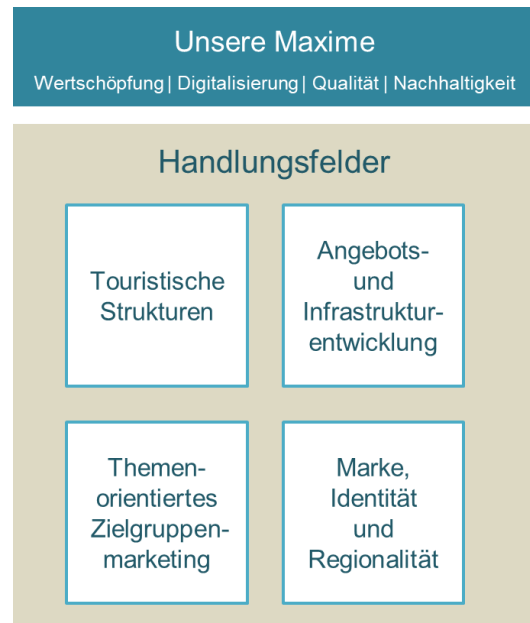 Unsere Maxime
Wertschöpfung | Digitalisierung | Qualität | Nachhaltigkeit
Handlungsfelder
Touristische
Strukturen
Angebots-
und
Infrastruktur-
entwicklung
Themen-
orientiertes
Zielgruppen-
marketing
Marke,
Identität
und
Regionalität